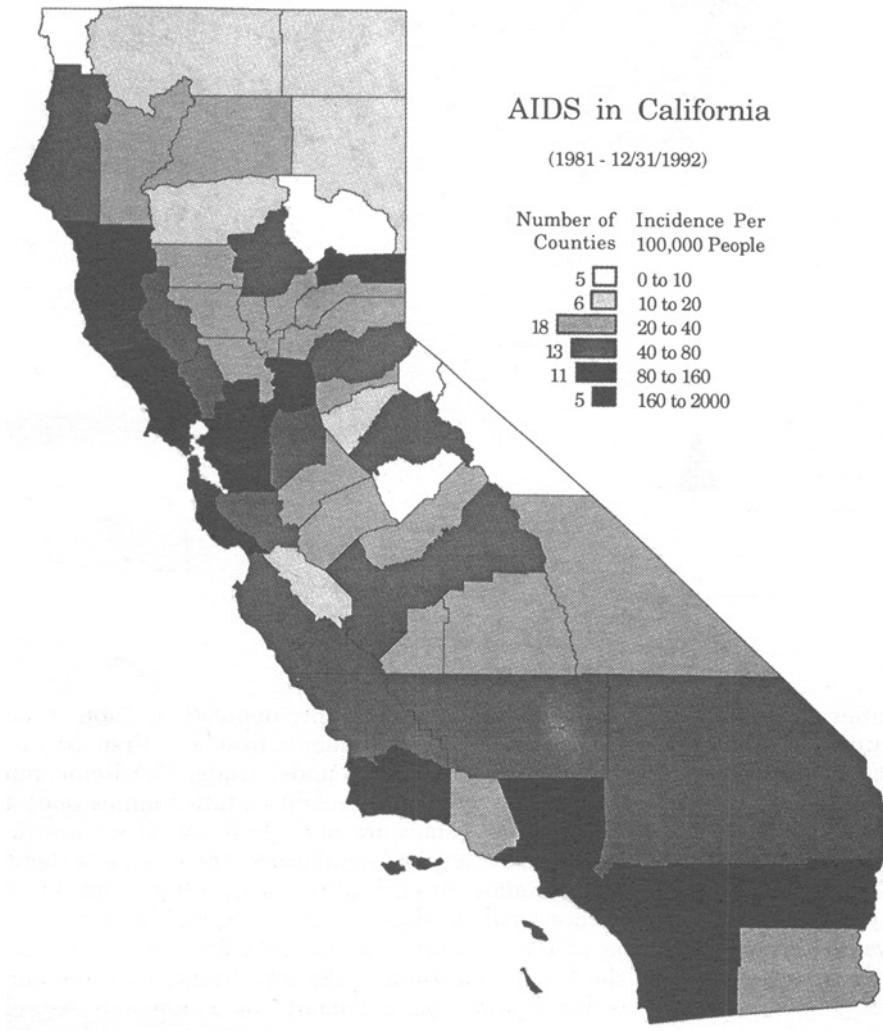 AIDS in California
(1981 - 12/31/1992)
Number of Incidence Per
Counties 100,000 People
5 0 to 10
6 10 to 20
18 20 to 40
13 40 to 80
11 80 to 160
5 160 to 2000